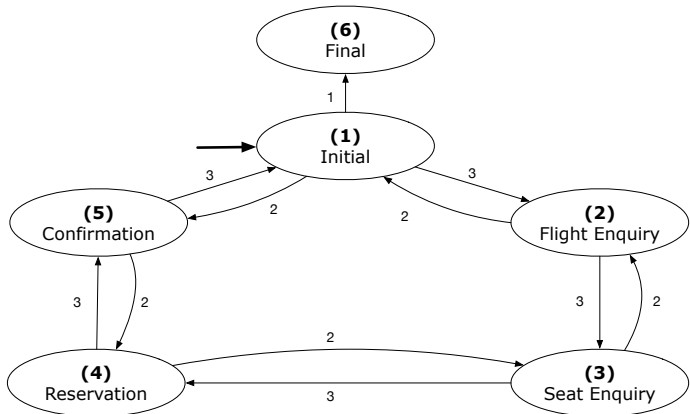 (6)
Final
1
(1)
Initial
3
3
2
2
(5)
Confirmation
(2)
Flight Enquiry
3
2
3
2
2
(4)
Reservation
3
(3)
Seat Enquiry